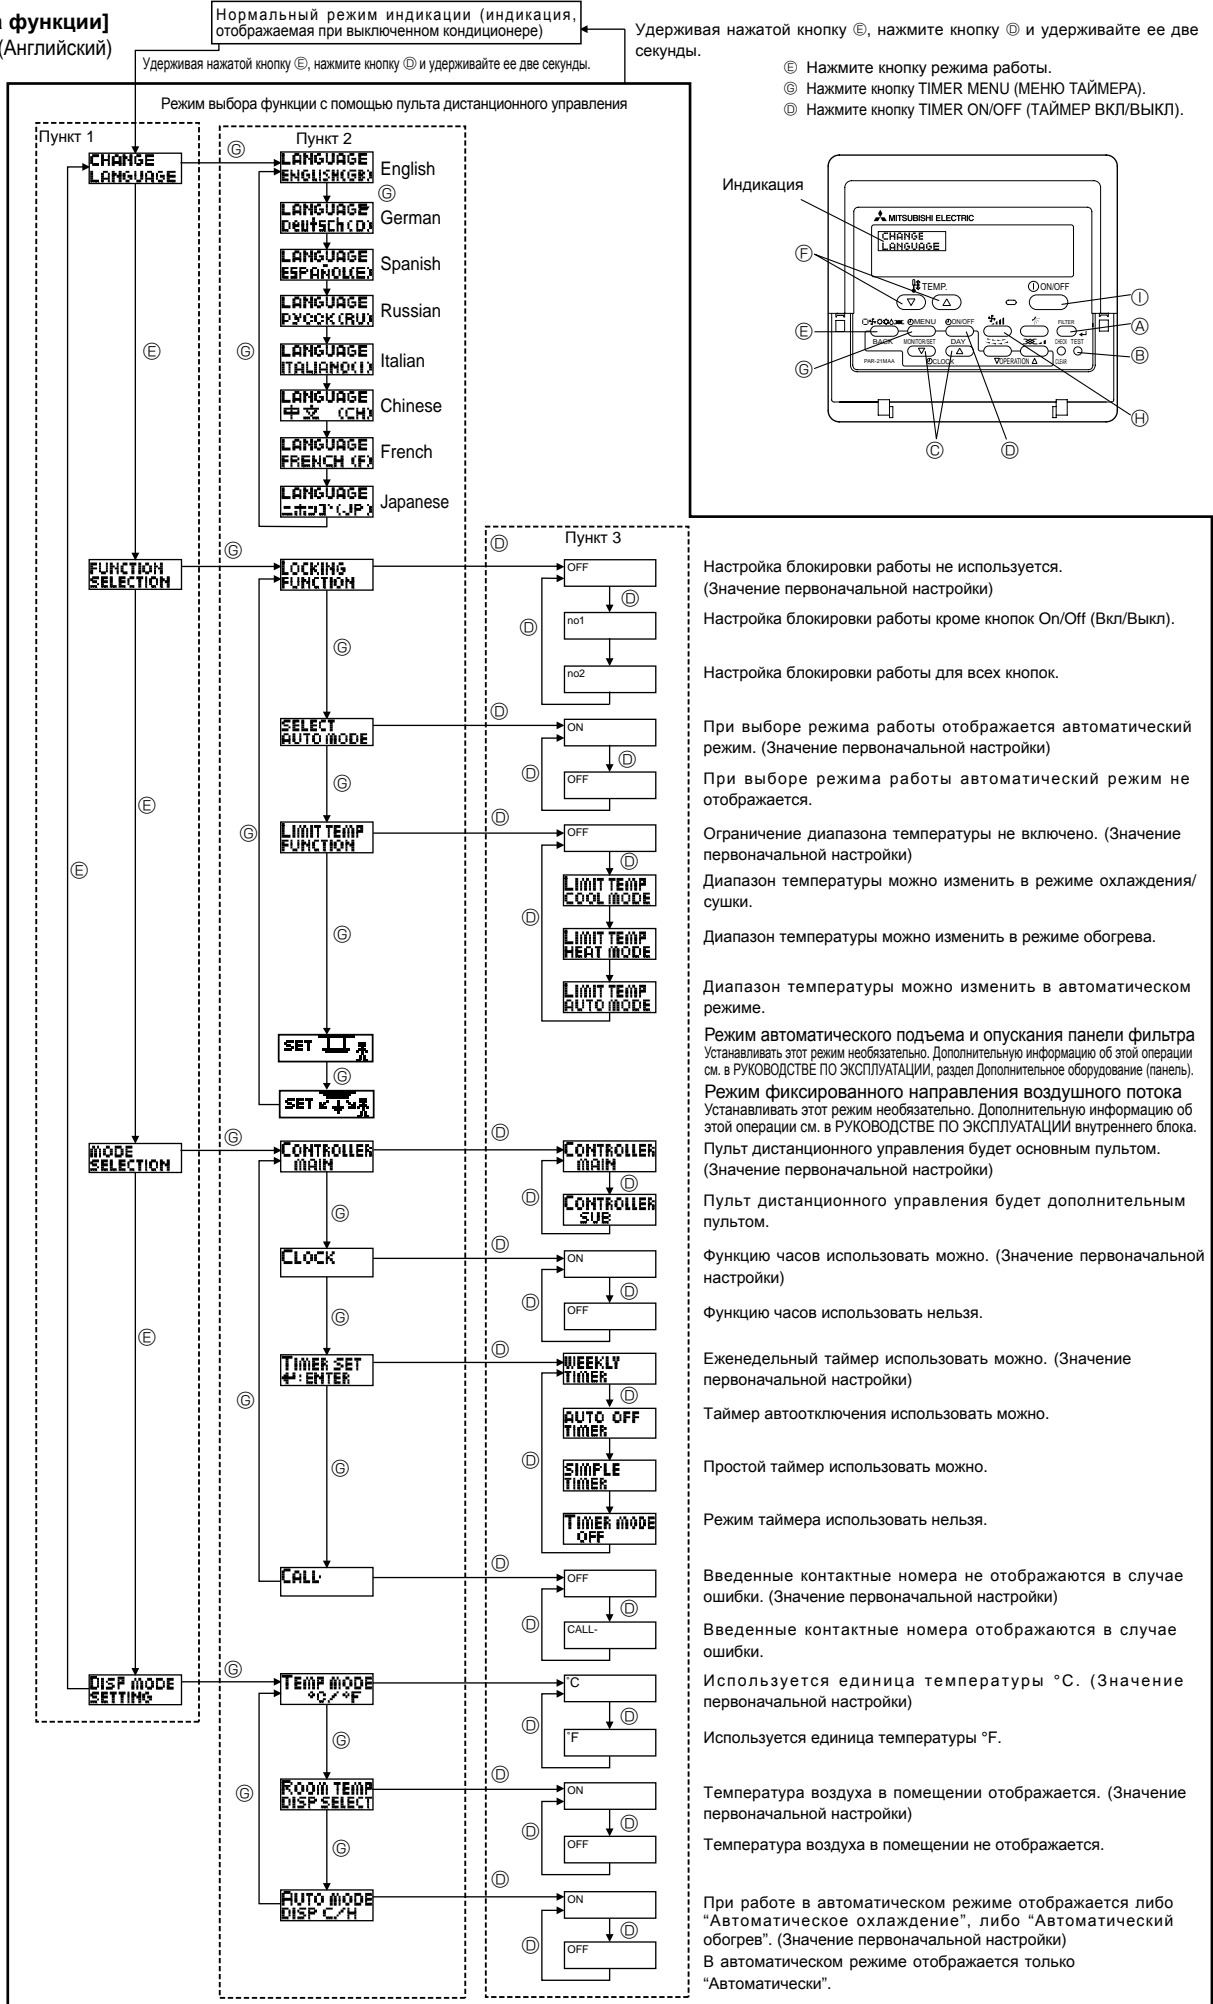 а функции]
(Английский)
Нормальный режим индикации (индикация,
отображаемая при выключенном кондиционере)
Удерживая нажатой кнопку Ⓔ, нажмите кнопку Ⓓ и удерживайте ее две
секунды.
Удерживая нажатой кнопку Ⓔ, нажмите кнопку Ⓓ и удерживайте ее две секунды.
Ⓔ Нажмите кнопку режима работы.
Ⓖ Нажмите кнопку TIMER MENU (МЕНЮ ТАЙМЕРА).
Ⓓ Нажмите кнопку TIMER ON/OFF (ТАЙМЕР ВКЛ/ВЫКЛ).
Режим выбора функции с помощью пульта дистанционного управления
Пункт 1
Пункт 2
CHANGE
LANGUAGE
Ⓖ
LANGUAGE
ENGLISH(GB)
English
Ⓖ
LANGUAGE
Deutsch(D)
German
LANGUAGE
ESPAÑOL(E)
Spanish
LANGUAGE
РУССК(RU)
Russian
Ⓔ
Ⓖ
LANGUAGE
ITALIANO(I)
Italian
LANGUAGE
中文 (CH)
Chinese
LANGUAGE
FRENCH (F)
French
LANGUAGE
ニホンゴ(JP)
Japanese
Индикация
MITSUBISHI ELECTRIC
CHANGE
LANGUAGE
TEMP.
ON/OFF
MENU
ON/OFF
FILTER
BACK
MONITOR/SET
DAY
CHECK
TEST
PAR-21MAA
CLOCK
OPERATION
CLEAR
Ⓕ
Ⓔ
Ⓖ
Ⓒ
Ⓓ
Ⓗ
Ⓘ
Ⓐ
Ⓑ
Пункт 3
FUNCTION
SELECTION
Ⓖ
LOCKING
FUNCTION
Ⓓ
OFF
Настройка блокировки работы не используется.
(Значение первоначальной настройки)
Ⓓ
Ⓓ
no1
Настройка блокировки работы кроме кнопок On/Off (Вкл/Выкл).
Ⓖ
no2
Настройка блокировки работы для всех кнопок.
SELECT
AUTO MODE
Ⓓ
ON
При выборе режима работы отображается автоматический
режим. (Значение первоначальной настройки)
Ⓓ
Ⓓ
Ⓖ
OFF
При выборе режима работы автоматический режим не
отображается.
Ⓔ
Ⓔ
Ⓖ
LIMIT TEMP
FUNCTION
Ⓓ
OFF
Ограничение диапазона температуры не включено. (Значение
первоначальной настройки)
Ⓓ
LIMIT TEMP
COOL MODE
Диапазон температуры можно изменить в режиме охлаждения/
сушки.
Ⓓ
Ⓖ
LIMIT TEMP
HEAT MODE
Диапазон температуры можно изменить в режиме обогрева.
LIMIT TEMP
AUTO MODE
Диапазон температуры можно изменить в автоматическом
режиме.
SET
Режим автоматического подъема и опускания панели фильтра
Устанавливать этот режим необязательно. Дополнительную информацию об этой операции
см. в РУКОВОДСТВЕ ПО ЭКСПЛУАТАЦИИ, раздел Дополнительное оборудование (панель).
Ⓖ
SET
Режим фиксированного направления воздушного потока
Устанавливать этот режим необязательно. Дополнительную информацию об
этой операции см. в РУКОВОДСТВЕ ПО ЭКСПЛУАТАЦИИ внутреннего блока.
MODE
SELECTION
Ⓖ
CONTROLLER
MAIN
Ⓓ
CONTROLLER
MAIN
Пульт дистанционного управления будет основным пультом.
(Значение первоначальной настройки)
Ⓓ
Ⓓ
Ⓖ
CONTROLLER
SUB
Пульт дистанционного управления будет дополнительным
пультом.
CLOCK
Ⓓ
ON
Функцию часов использовать можно. (Значение первоначальной
настройки)
Ⓓ
Ⓓ
Ⓖ
OFF
Функцию часов использовать нельзя.
Ⓔ
TIMER SET
↵:ENTER
Ⓓ
WEEKLY
TIMER
Еженедельный таймер использовать можно. (Значение
первоначальной настройки)
Ⓖ
Ⓓ
AUTO OFF
TIMER
Таймер автоотключения использовать можно.
Ⓓ
Ⓖ
SIMPLE
TIMER
Простой таймер использовать можно.
TIMER MODE
OFF
Режим таймера использовать нельзя.
CALL-
Ⓓ
OFF
Введенные контактные номера не отображаются в случае
ошибки. (Значение первоначальной настройки)
Ⓓ
Ⓓ
CALL-
Введенные контактные номера отображаются в случае
ошибки.
DISP MODE
SETTING
Ⓖ
TEMP MODE
°C/°F
°C
Используется единица температуры °C. (Значение
первоначальной настройки)
Ⓓ
Ⓓ
Ⓖ
°F
Используется единица температуры °F.
Ⓖ
ROOM TEMP
DISP SELECT
Ⓓ
ON
Температура воздуха в помещении отображается. (Значение
первоначальной настройки)
Ⓓ
Ⓓ
Ⓖ
OFF
Температура воздуха в помещении не отображается.
AUTO MODE
DISP C/H
Ⓓ
ON
При работе в автоматическом режиме отображается либо
“Автоматическое охлаждение”, либо “Автоматический
обогрев”. (Значение первоначальной настройки)
Ⓓ
Ⓓ
OFF
В автоматическом режиме отображается только
“Автоматически”.